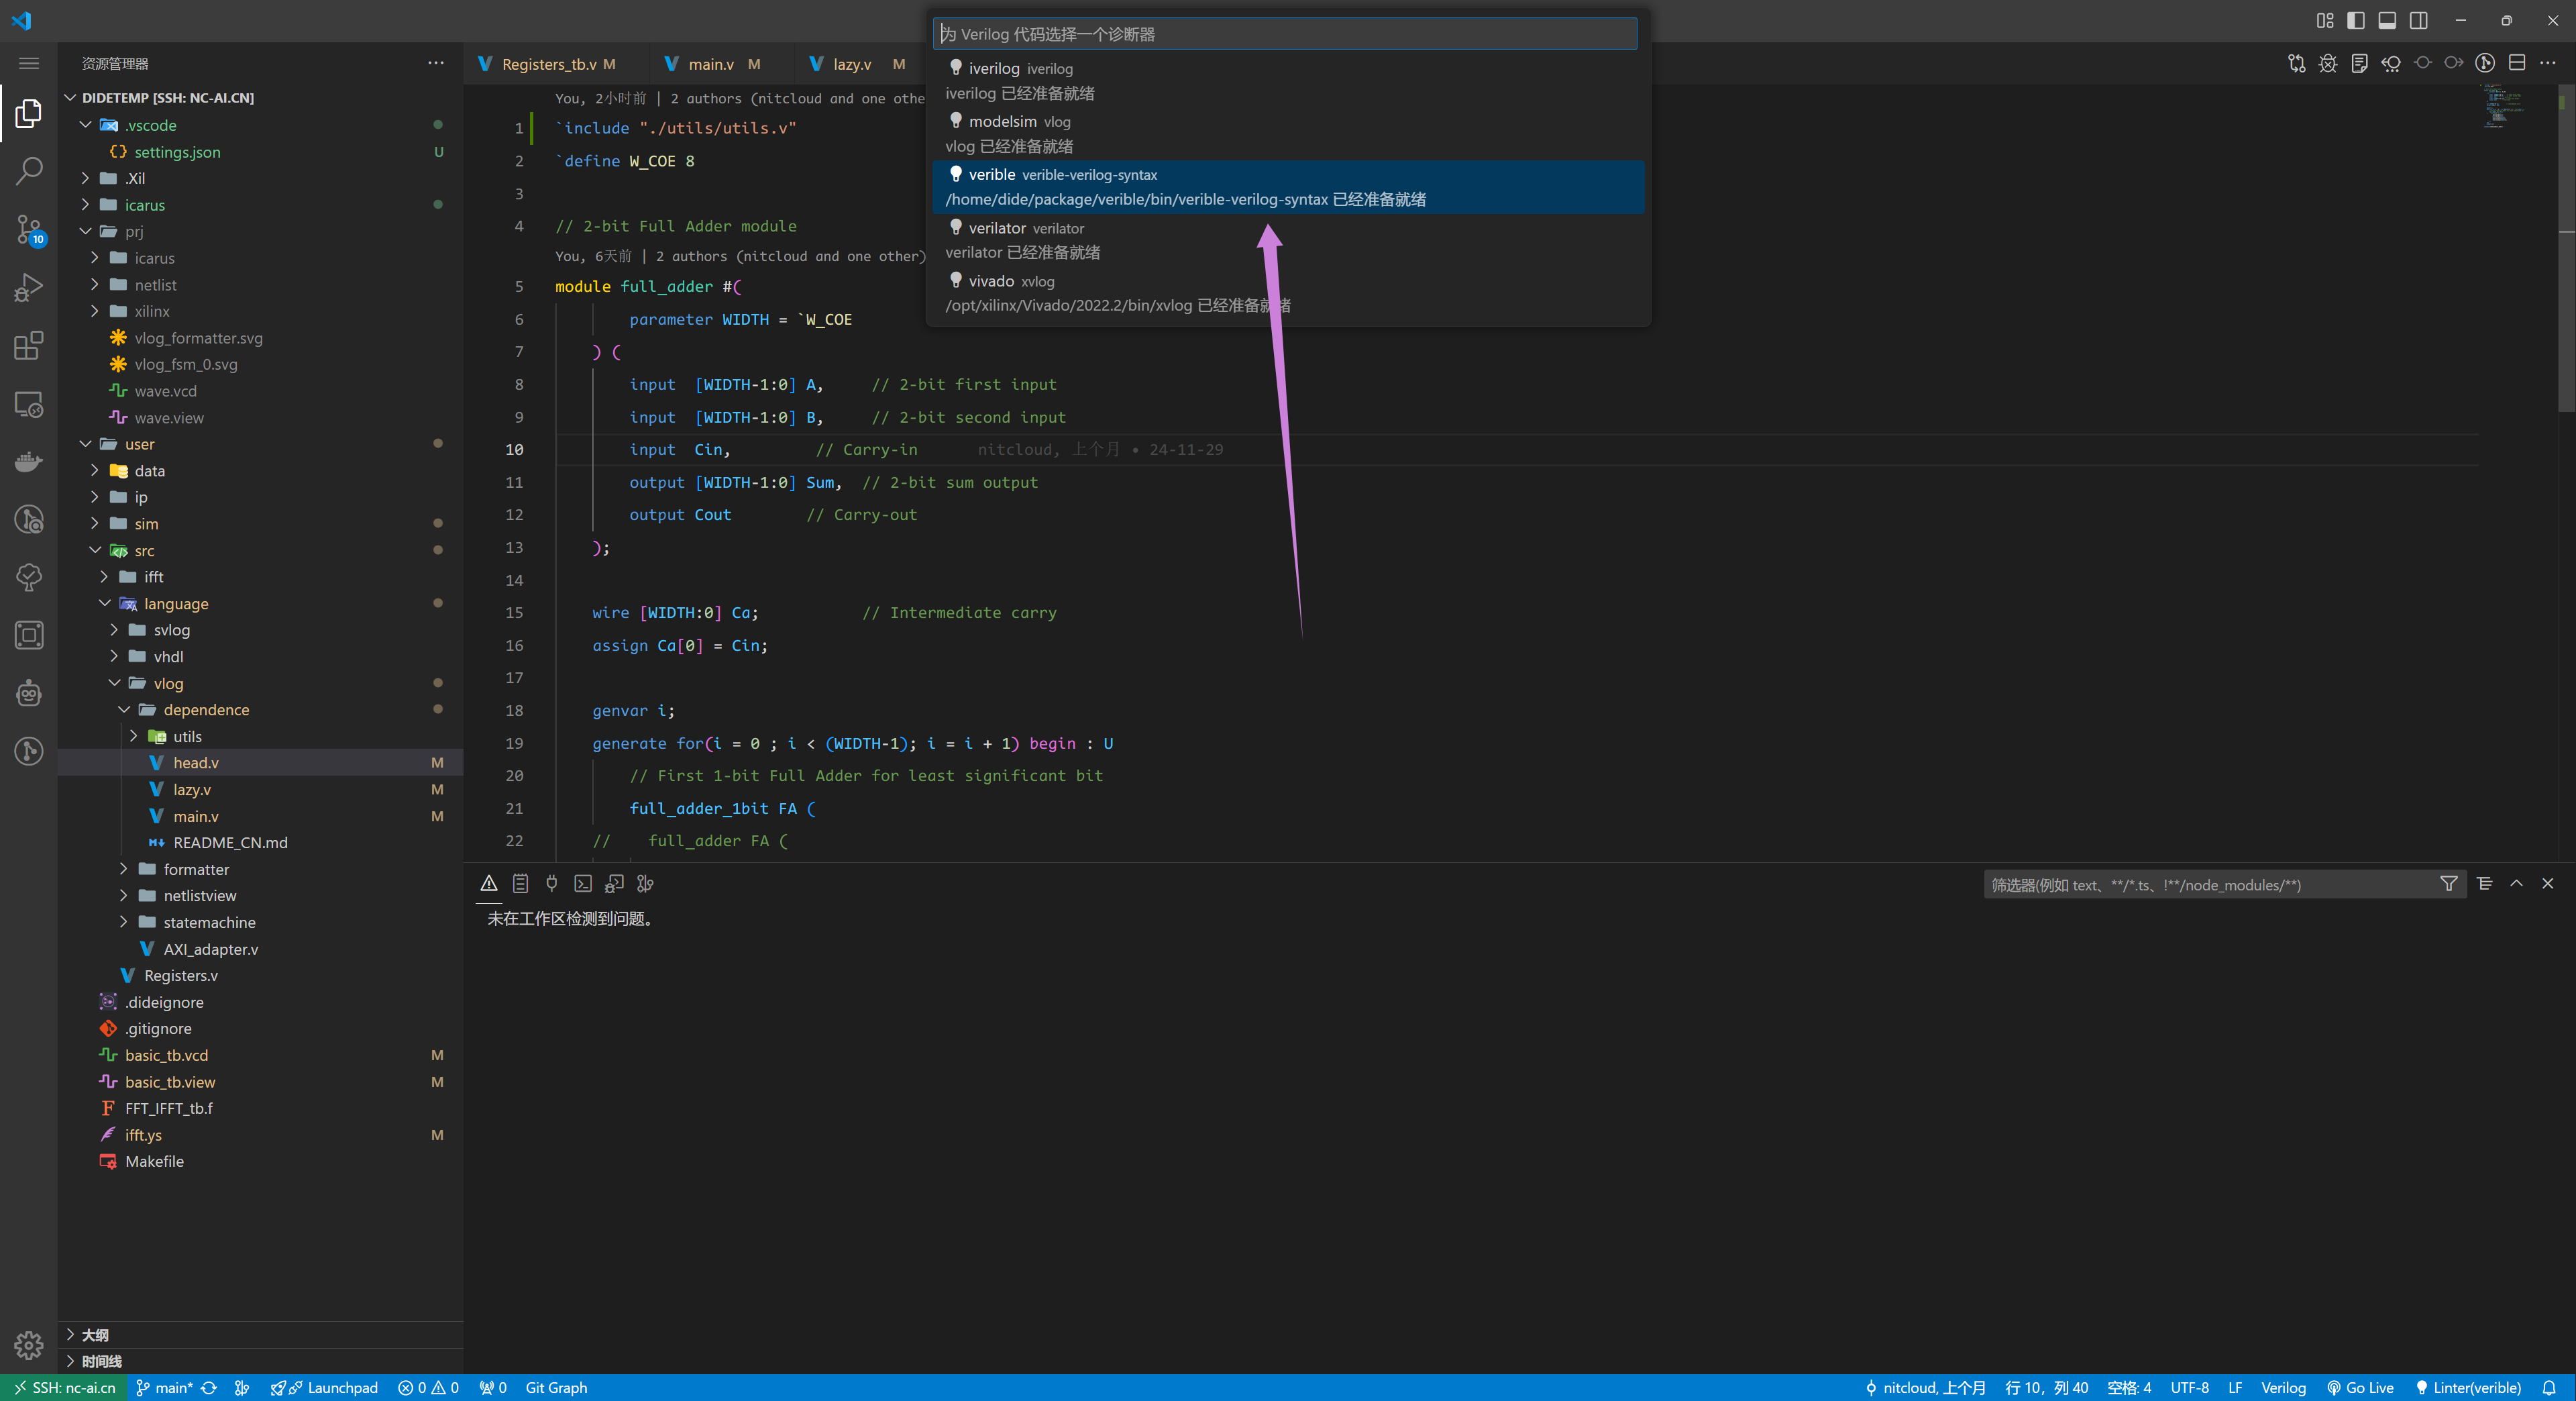 为 Verilog 代码选择一个诊断器
iverilog iverilog
iverilog 已经准备就绪
modelsim vlog
vlog 已经准备就绪
verible verible-verilog-syntax
/home/dide/package/verible/bin/verible-verilog-syntax 已经准备就绪
verilator verilator
verilator 已经准备就绪
vivado xvlog
/opt/xilinx/Vivado/2022.2/bin/xvlog 已经准备就绪
资源管理器
DIDETEMP [SSH: NC-AI.CN]
.vscode
settings.json U
.Xil
icarus
prj
icarus
netlist
xilinx
vlog_formatter.svg
vlog_fsm_0.svg
wave.vcd
wave.view
user
data
ip
sim
src
ifft
language
svlog
vhdl
vlog
dependence
utils
head.v M
lazy.v M
main.v M
README_CN.md
formatter
netlistview
statemachine
AXI_adapter.v
Registers.v
.dideignore
.gitignore
basic_tb.vcd M
basic_tb.view M
FFT_IFFT_tb.f
ifft.ys M
Makefile
大纲
时间线
10
Registers_tb.v M main.v M lazy.v M
You, 2小时前 | 2 authors (nitcloud and one othe
1 `include "./utils/utils.v"
2 `define W_COE 8
3
4 // 2-bit Full Adder module
You, 6天前 | 2 authors (nitcloud and one other)
5 module full_adder #(
6 parameter WIDTH = `W_COE
7 ) (
8 input [WIDTH-1:0] A, // 2-bit first input
9 input [WIDTH-1:0] B, // 2-bit second input
10 input Cin, // Carry-in nitcloud, 上个月 • 24-11-29
11 output [WIDTH-1:0] Sum, // 2-bit sum output
12 output Cout // Carry-out
13 );
14
15 wire [WIDTH:0] Ca; // Intermediate carry
16 assign Ca[0] = Cin;
17
18 genvar i;
19 generate for(i = 0 ; i < (WIDTH-1); i = i + 1) begin : U
20 // First 1-bit Full Adder for least significant bit
21 full_adder_1bit FA (
22 // full_adder FA (
筛选器(例如 text、**/*.ts、!**/node_modules/**)
未在工作区检测到问题。
SSH: nc-ai.cn main* Launchpad 0 0 0 Git Graph nitcloud, 上个月 行 10，列 40 空格: 4 UTF-8 LF Verilog Go Live Linter(verible)